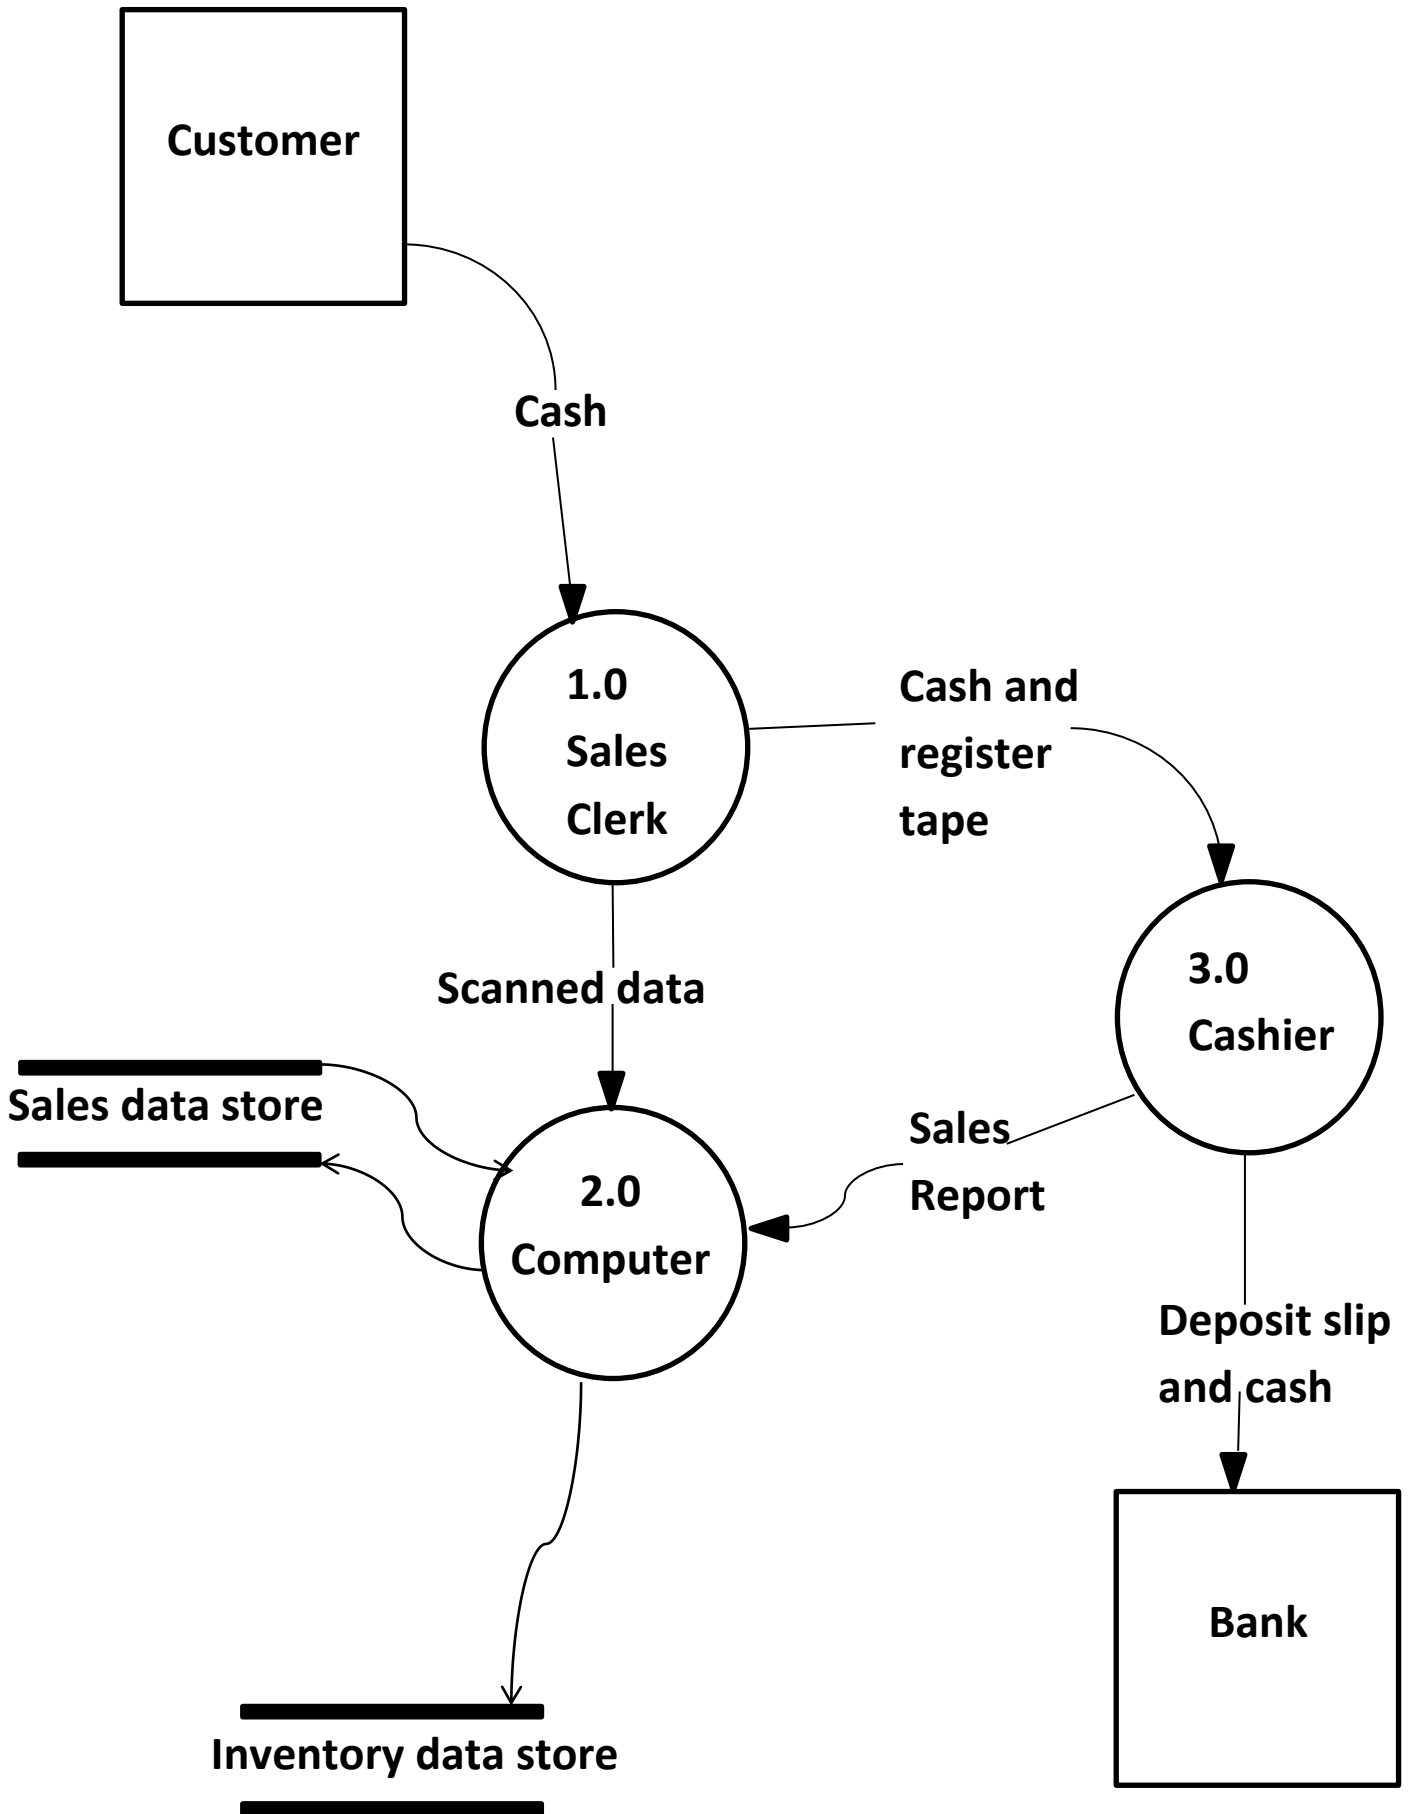 Customer
Cash
1.0
Sales
Clerk
Cash and
register
tape
3.0
Cashier
Scanned data
Sales data store
Sales
Report
2.0
Computer
Deposit slip
and cash
Bank
Inventory data store